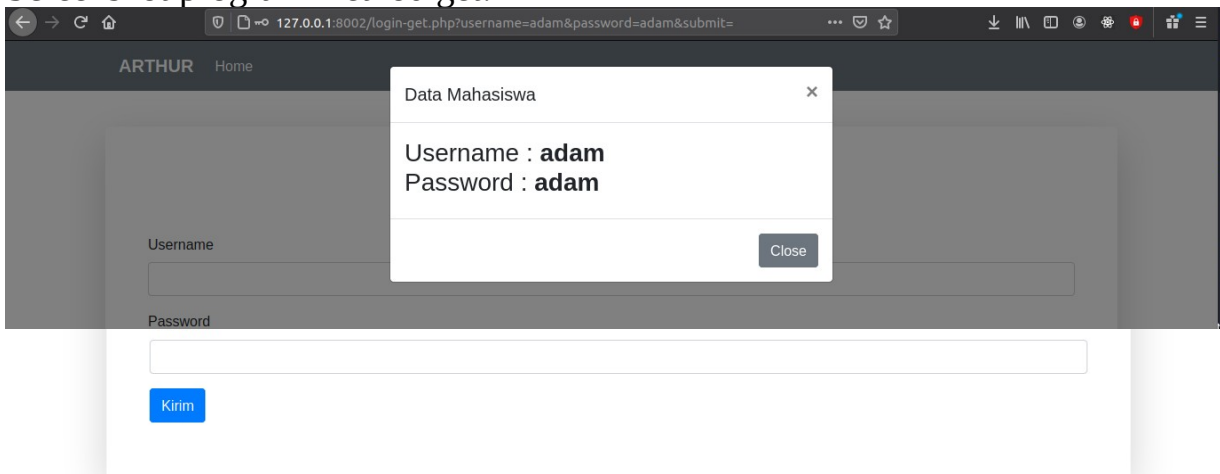 127.0.0.1:8002/login-get.php?username=adam&password=adam&submit=
ARTHUR Home
Data Mahasiswa ×
Username : adam
Password : adam
Close
Username
Password
Kirim